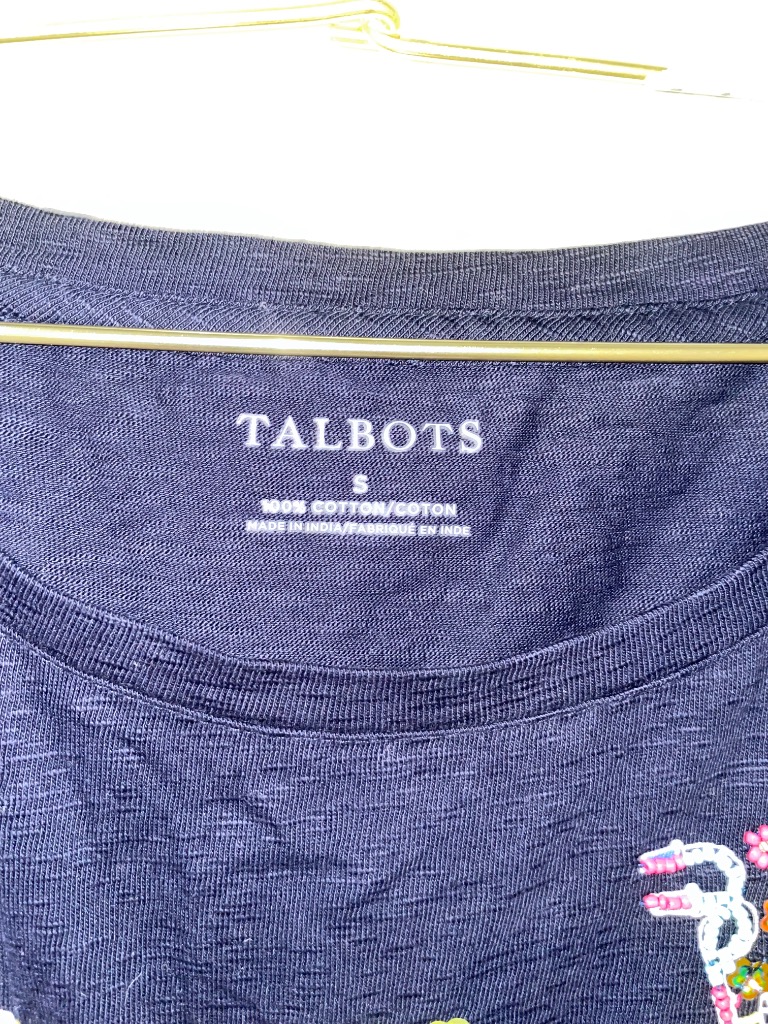 TALBOTS
S
100% COTTON/COTON
MADE IN INDIA/FABRIQUÉ EN INDE